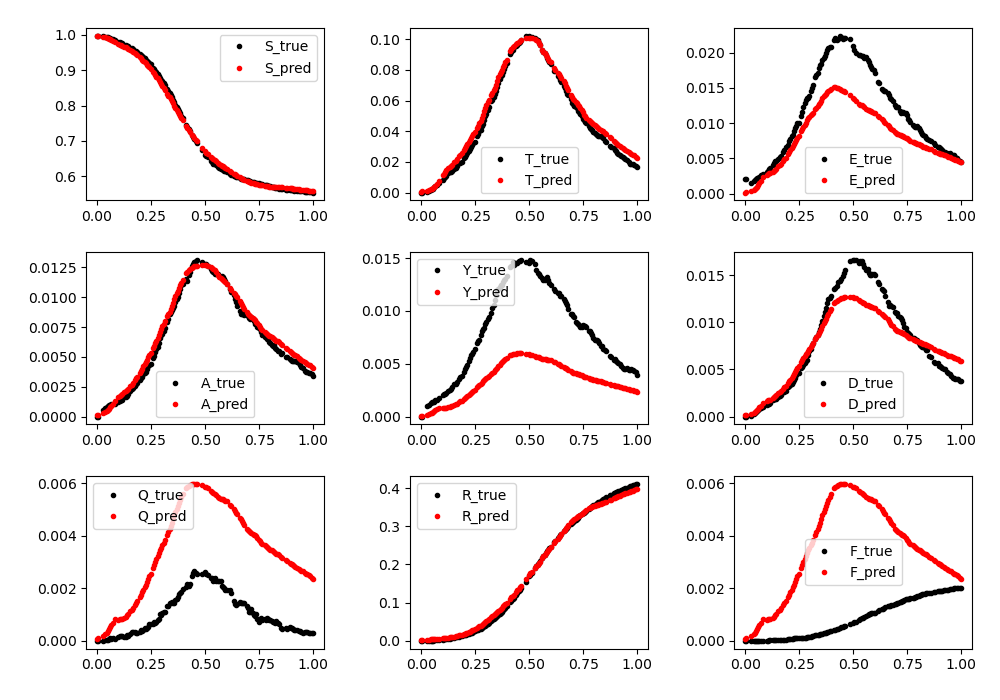 1.0
0.9
0.8
0.7
0.6
S_true
S_pred
0.00 0.25 0.50 0.75 1.00
0.10
0.08
0.06
0.04
0.02
0.00
T_true
T_pred
0.00 0.25 0.50 0.75 1.00
0.020
0.015
0.010
0.005
0.000
E_true
E_pred
0.00 0.25 0.50 0.75 1.00
0.0125
0.0100
0.0075
0.0050
0.0025
0.0000
A_true
A_pred
0.00 0.25 0.50 0.75 1.00
0.015
0.010
0.005
0.000
Y_true
Y_pred
0.00 0.25 0.50 0.75 1.00
0.015
0.010
0.005
0.000
D_true
D_pred
0.00 0.25 0.50 0.75 1.00
0.006
0.004
0.002
0.000
Q_true
Q_pred
0.00 0.25 0.50 0.75 1.00
0.4
0.3
0.2
0.1
0.0
R_true
R_pred
0.00 0.25 0.50 0.75 1.00
0.006
0.004
0.002
0.000
F_true
F_pred
0.00 0.25 0.50 0.75 1.00